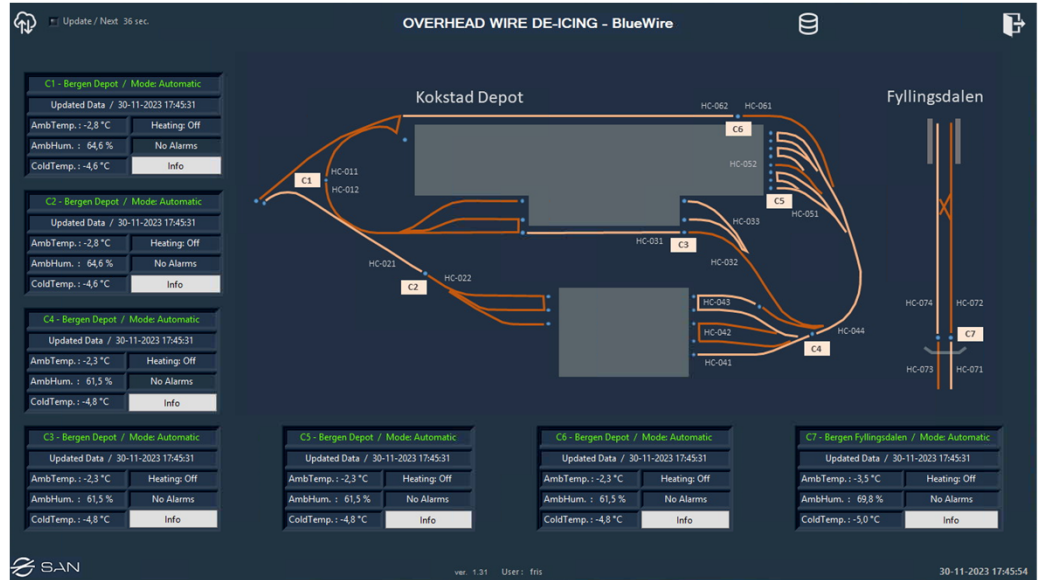 Update / Next 36 sec.
OVERHEAD WIRE DE-ICING - BlueWire
C1 - Bergen Depot / Mode: Automatic
Updated Data / 30-11-2023 17:45:31
AmbTemp. : -2,8 °C Heating: Off
AmbHum. : 64,6 % No Alarms
ColdTemp. : -4,6 °C Info
C2 - Bergen Depot / Mode: Automatic
Updated Data / 30-11-2023 17:45:31
AmbTemp. : -2,8 °C Heating: Off
AmbHum. : 64,6 % No Alarms
ColdTemp. : -4,6 °C Info
C4 - Bergen Depot / Mode: Automatic
Updated Data / 30-11-2023 17:45:31
AmbTemp. : -2,3 °C Heating: Off
AmbHum. : 61,5 % No Alarms
ColdTemp. : -4,8 °C Info
C3 - Bergen Depot / Mode: Automatic
Updated Data / 30-11-2023 17:45:31
AmbTemp. : -2,3 °C Heating: Off
AmbHum. : 61,5 % No Alarms
ColdTemp. : -4,8 °C Info
C5 - Bergen Depot / Mode: Automatic
Updated Data / 30-11-2023 17:45:31
AmbTemp. : -2,3 °C Heating: Off
AmbHum. : 61,5 % No Alarms
ColdTemp. : -4,8 °C Info
C6 - Bergen Depot / Mode: Automatic
Updated Data / 30-11-2023 17:45:31
AmbTemp. : -2,3 °C Heating: Off
AmbHum. : 61,5 % No Alarms
ColdTemp. : -4,8 °C Info
C7 - Bergen Fyllingsdalen / Mode: Automatic
Updated Data / 30-11-2023 17:45:31
AmbTemp. : -3,5 °C Heating: Off
AmbHum. : 69,8 % No Alarms
ColdTemp. : -5,0 °C Info
Kokstad Depot
HC-062 HC-061
C6
HC-011
C1
HC-012
HC-052
C5
HC-051
HC-033
HC-031
C3
HC-032
HC-021
HC-022
C2
HC-043
HC-042
HC-044
C4
HC-041
Fyllingsdalen
HC-074 HC-072
C7
HC-073 HC-071
SAN
ver. 1.31 User : fris
30-11-2023 17:45:54